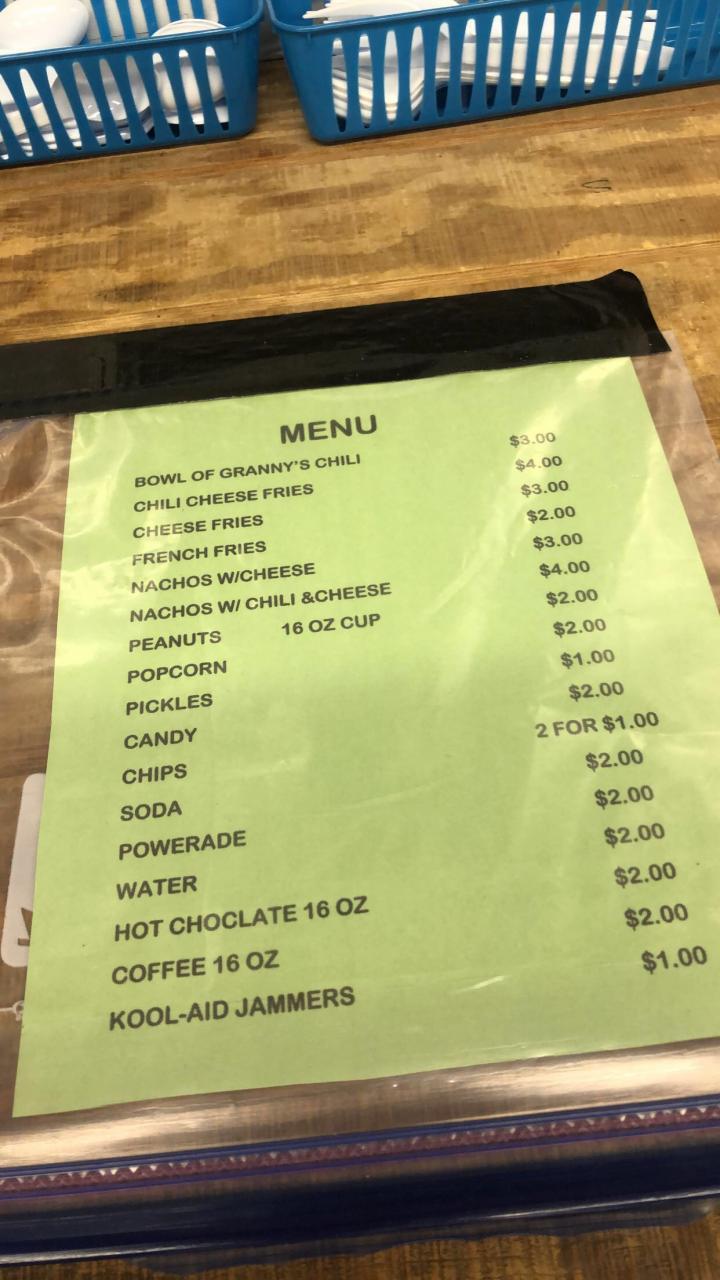 MENU
BOWL OF GRANNY'S CHILI $3.00
CHILI CHEESE FRIES $4.00
CHEESE FRIES $3.00
FRENCH FRIES $2.00
NACHOS W/CHEESE $3.00
NACHOS W/ CHILI &CHEESE $4.00
PEANUTS 16 OZ CUP $2.00
POPCORN $2.00
PICKLES $1.00
CANDY $2.00
CHIPS 2 FOR $1.00
SODA $2.00
POWERADE $2.00
WATER $2.00
HOT CHOCLATE 16 OZ $2.00
COFFEE 16 OZ $2.00
KOOL-AID JAMMERS $1.00